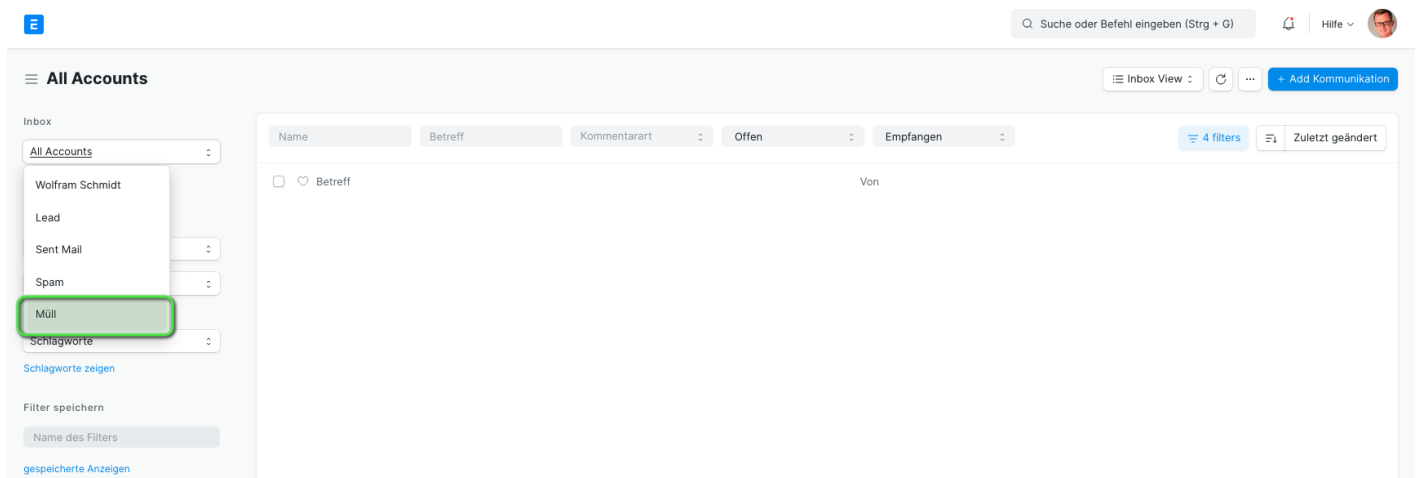 E
Suche oder Befehl eingeben (Strg + G)
Hilfe
All Accounts
Inbox View
+ Add Kommunikation
Inbox
All Accounts
Wolfram Schmidt
Lead
Sent Mail
Spam
Müll
Schlagworte
Schlagworte zeigen
Filter speichern
Name des Filters
gespeicherte Anzeigen
Name
Betreff
Kommentarart
Offen
Empfangen
4 filters
Zuletzt geändert
Betreff
Von